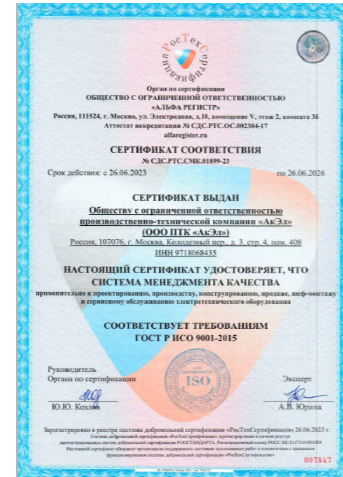 РосТехСертификация
Орган по сертификации
ОБЩЕСТВО С ОГРАНИЧЕННОЙ ОТВЕТСТВЕННОСТЬЮ
«АЛЬФА РЕГИСТР»
Россия, 111524, г. Москва, ул. Электродная, д.10, помещение V, этаж 2, комната 36
Аттестат аккредитации № СДС.РТС.ОС.002384-17
alfaregister.ru
СЕРТИФИКАТ СООТВЕТСТВИЯ
№ СДС.РТС.СМК.01899-23
Срок действия: с 26.06.2023 по 26.06.2026
СЕРТИФИКАТ ВЫДАН
Обществу с ограниченной ответственностью
производственно-технической компании «АкЭл»
(ООО ПТК «АкЭл»)
Россия, 107076, г. Москва, Колодезный пер., д. 3, стр. 4, пом. 408
ИНН 9718068435
НАСТОЯЩИЙ СЕРТИФИКАТ УДОСТОВЕРЯЕТ, ЧТО
СИСТЕМА МЕНЕДЖМЕНТА КАЧЕСТВА
применительно к проектированию, производству, конструированию, продаже, шеф-монтажу
и сервисному обслуживанию электротехнического оборудования
СООТВЕТСТВУЕТ ТРЕБОВАНИЯМ
ГОСТ Р ИСО 9001-2015
Руководитель
Органа по сертификации Эксперт
ISO
Ю.Ю. Козлов А.В. Юрина
Зарегистрирован в реестре системы добровольной сертификации «РосТехСертификация» 26.06.2023 г.
007847